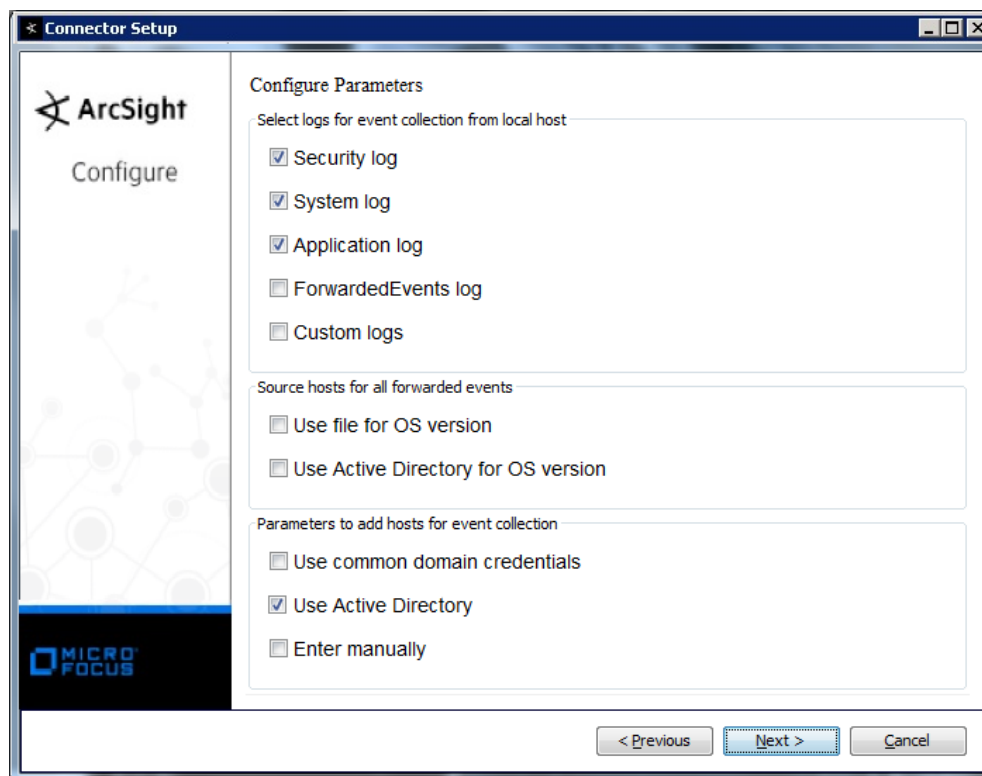 Connector Setup
ArcSight
Configure
MICRO
FOCUS
Configure Parameters
Select logs for event collection from local host
Security log
System log
Application log
ForwardedEvents log
Custom logs
Source hosts for all forwarded events
Use file for OS version
Use Active Directory for OS version
Parameters to add hosts for event collection
Use common domain credentials
Use Active Directory
Enter manually
< Previous
Next >
Cancel